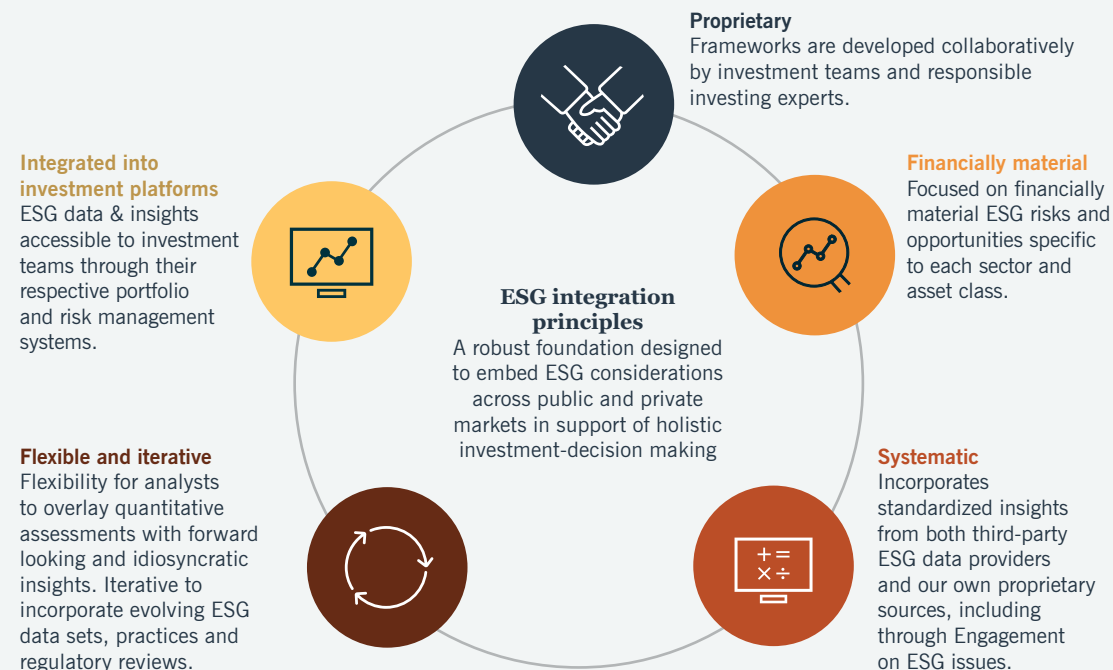 Proprietary
Frameworks are developed collaboratively
by investment teams and responsible
investing experts.
Financially material
Focused on financially
material ESG risks and
opportunities specific
to each sector and
asset class.
Systematic
Incorporates
standardized insights
from both third-party
ESG data providers
and our own proprietary
sources, including
through Engagement
on ESG issues.
Flexible and iterative
Flexibility for analysts
to overlay quantitative
assessments with forward
looking and idiosyncratic
insights. Iterative to
incorporate evolving ESG
data sets, practices and
regulatory reviews.
Integrated into
investment platforms
ESG data & insights
accessible to investment
teams through their
respective portfolio
and risk management
systems.
ESG integration
principles
A robust foundation designed
to embed ESG considerations
across public and private
markets in support of holistic
investment-decision making